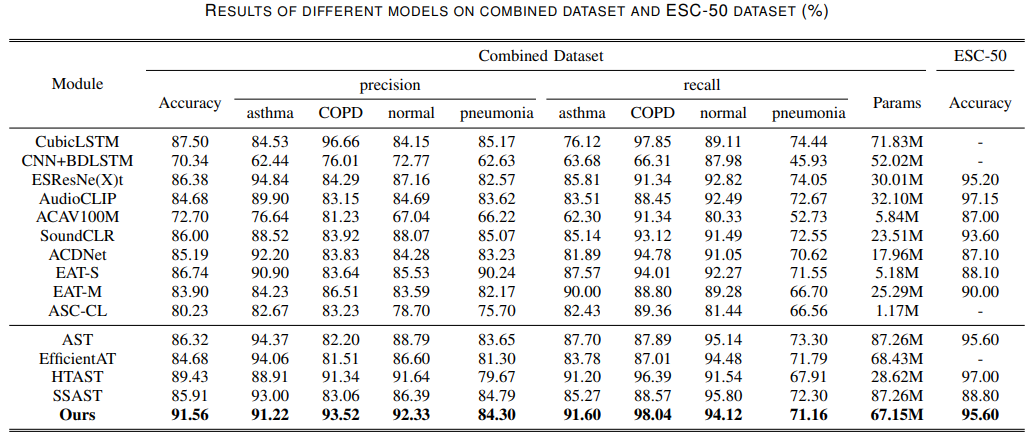 RESULTS OF DIFFERENT MODELS ON COMBINED DATASET AND ESC-50 DATASET (%)
Module Combined Dataset ESC-50
Accuracy precision recall Params Accuracy
asthma COPD normal pneumonia asthma COPD normal pneumonia
CubicLSTM 87.50 84.53 96.66 84.15 85.17 76.12 97.85 89.11 74.44 71.83M -
CNN+BDLSTM 70.34 62.44 76.01 72.77 62.63 63.68 66.31 87.98 45.93 52.02M -
ESResNe(X)t 86.38 94.84 84.29 87.16 82.57 85.81 91.34 92.82 74.05 30.01M 95.20
AudioCLIP 84.68 89.90 83.15 84.69 83.62 83.51 88.45 92.49 72.67 32.10M 97.15
ACAV100M 72.70 76.64 81.23 67.04 66.22 62.30 91.34 80.33 52.73 5.84M 87.00
SoundCLR 86.00 88.52 83.92 88.07 85.07 85.14 93.12 91.49 72.55 23.51M 93.60
ACDNet 85.19 92.20 83.83 84.28 83.23 81.89 94.78 91.05 70.62 17.96M 87.10
EAT-S 86.74 90.90 83.64 85.53 90.24 87.57 94.01 92.27 71.55 5.18M 88.10
EAT-M 83.90 84.23 86.51 83.59 82.17 90.00 88.80 89.28 66.70 25.29M 90.00
ASC-CL 80.23 82.67 83.23 78.70 75.70 82.43 89.36 81.44 66.56 1.17M -
AST 86.32 94.37 82.20 88.79 83.65 87.70 87.89 95.14 73.30 87.26M 95.60
EfficientAT 84.68 94.06 81.51 86.60 81.30 83.78 87.01 94.48 71.79 68.43M -
HTAST 89.43 88.91 91.34 91.64 79.67 91.20 96.39 91.54 67.91 28.62M 97.00
SSAST 85.91 93.00 83.06 86.39 84.79 85.27 88.57 95.80 72.30 87.26M 88.80
Ours 91.56 91.22 93.52 92.33 84.30 91.60 98.04 94.12 71.16 67.15M 95.60